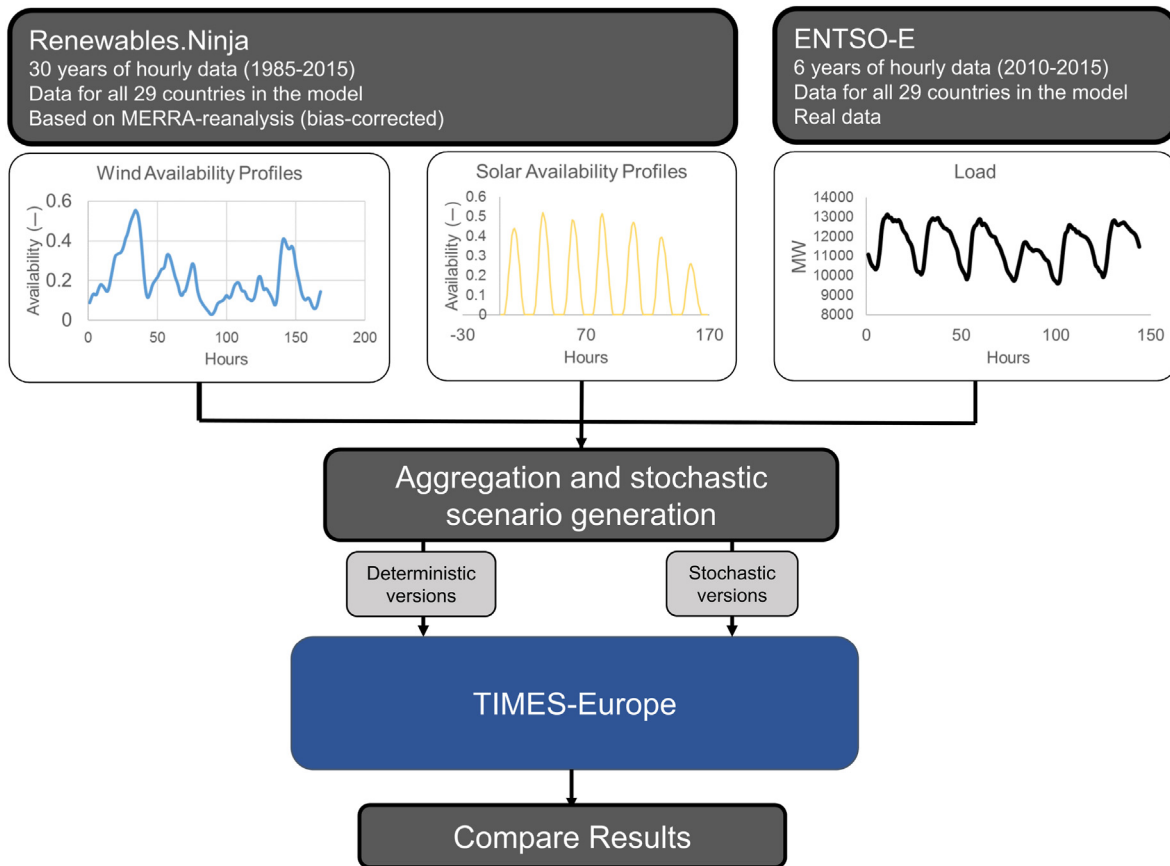 Renewables.Ninja
30 years of hourly data (1985-2015)
Data for all 29 countries in the model
Based on MERRA-reanalysis (bias-corrected)
ENTSO-E
6 years of hourly data (2010-2015)
Data for all 29 countries in the model
Real data
Wind Availability Profiles
Availability (—)
0.6
0.4
0.2
0
0 50 100 150 200
Hours
Solar Availability Profiles
Availability (—)
0.6
0.5
0.4
0.3
0.2
0.1
0
-30 70 170
Hours
Load
MW
14000
13000
12000
11000
10000
9000
8000
0 50 100 150
Hours
Aggregation and stochastic
scenario generation
Deterministic
versions
Stochastic
versions
TIMES-Europe
Compare Results